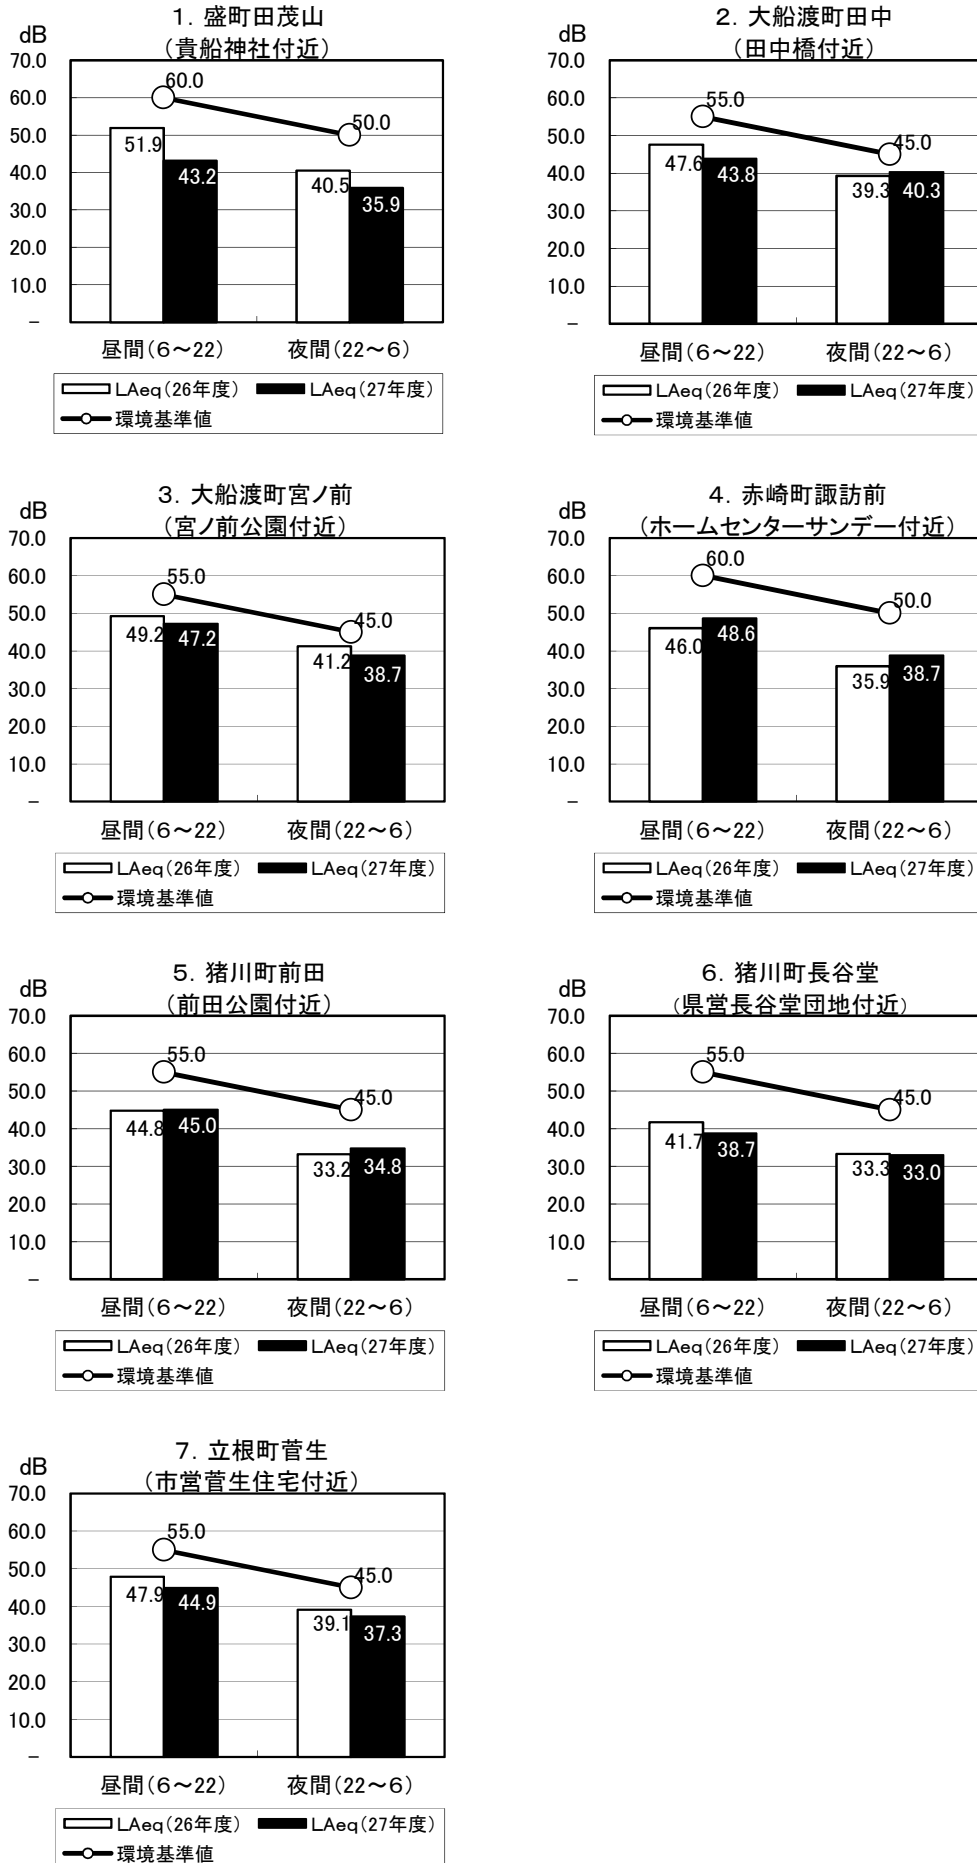 1．盛町田茂山
（貴船神社付近）
dB
70.0
60.0
50.0
40.0
30.0
20.0
10.0
－
60.0
50.0
51.9
43.2
40.5
35.9
昼間（6～22）
夜間（22～6）
LAeq（26年度）
LAeq（27年度）
環境基準値
2．大船渡町田中
（田中橋付近）
dB
70.0
60.0
50.0
40.0
30.0
20.0
10.0
－
55.0
45.0
47.6
43.8
39.3
40.3
昼間（6～22）
夜間（22～6）
LAeq（26年度）
LAeq（27年度）
環境基準値
3．大船渡町宮ノ前
（宮ノ前公園付近）
dB
70.0
60.0
50.0
40.0
30.0
20.0
10.0
－
55.0
45.0
49.2
47.2
41.2
38.7
昼間（6～22）
夜間（22～6）
LAeq（26年度）
LAeq（27年度）
環境基準値
4．赤崎町諏訪前
（ホームセンターサンデー付近）
dB
70.0
60.0
50.0
40.0
30.0
20.0
10.0
－
60.0
50.0
46.0
48.6
35.9
38.7
昼間（6～22）
夜間（22～6）
LAeq（26年度）
LAeq（27年度）
環境基準値
5．猪川町前田
（前田公園付近）
dB
70.0
60.0
50.0
40.0
30.0
20.0
10.0
－
55.0
45.0
44.8
45.0
33.2
34.8
昼間（6～22）
夜間（22～6）
LAeq（26年度）
LAeq（27年度）
環境基準値
6．猪川町長谷堂
（県営長谷堂団地付近）
dB
70.0
60.0
50.0
40.0
30.0
20.0
10.0
－
55.0
45.0
41.7
38.7
33.3
33.0
昼間（6～22）
夜間（22～6）
LAeq（26年度）
LAeq（27年度）
環境基準値
7．立根町菅生
（市営菅生住宅付近）
dB
70.0
60.0
50.0
40.0
30.0
20.0
10.0
－
55.0
45.0
47.9
44.9
39.1
37.3
昼間（6～22）
夜間（22～6）
LAeq（26年度）
LAeq（27年度）
環境基準値